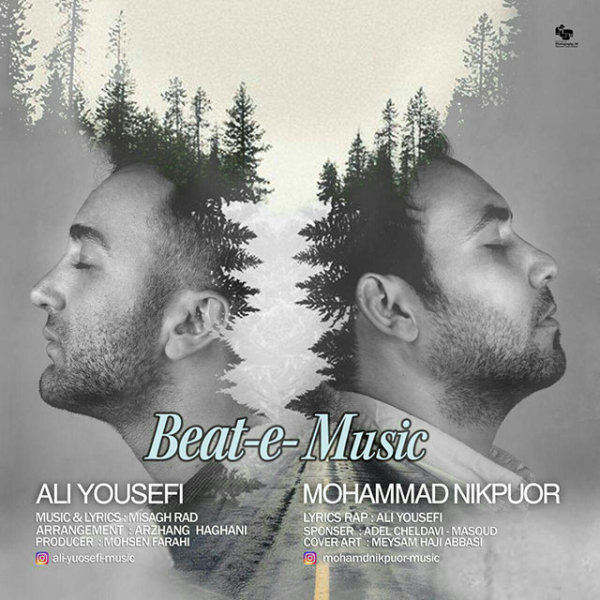 Photography_M
Beat-e-Music
ALI YOUSEFI
MUSIC & LYRICS : MISAGH RAD
ARRANGEMENT : ARZHANG HAGHANI
PRODUCER : MOHSEN FARAHI
ali-yuosefi-music
MOHAMMAD NIKPUOR
LYRICS RAP : ALI YOUSEFI
SPONSER : ADEL CHELDAVI - MASOUD
COVER ART : MEYSAM HAJI ABBASI
mohamdnikpuor-music